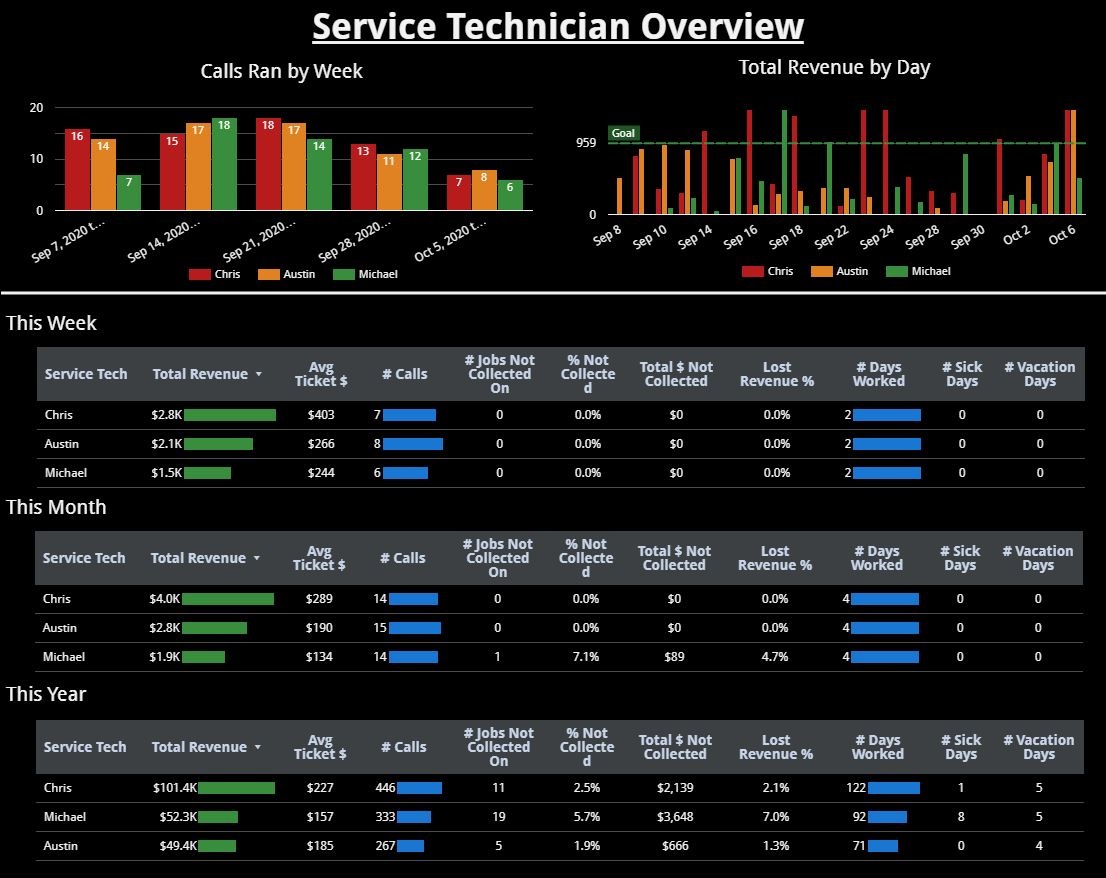 Service Technician Overview
Calls Ran by Week
20
10
0
16
14
7
15
17
18
18
17
14
13
11
12
7
8
6
Sep 7, 2020 t...
Sep 14, 2020...
Sep 21, 2020...
Sep 28, 2020...
Oct 5, 2020 t...
Chris Austin Michael
Total Revenue by Day
Goal
959
0
Sep 8
Sep 10
Sep 14
Sep 16
Sep 18
Sep 22
Sep 24
Sep 28
Sep 30
Oct 2
Oct 6
Chris Austin Michael
This Week
Service Tech Total Revenue Avg Ticket $ # Calls # Jobs Not Collected On % Not Collecte d Total $ Not Collected Lost Revenue % # Days Worked # Sick Days # Vacation Days
Chris $2.8K $403 7 0 0.0% $0 0.0% 2 0 0
Austin $2.1K $266 8 0 0.0% $0 0.0% 2 0 0
Michael $1.5K $244 6 0 0.0% $0 0.0% 2 0 0
This Month
Service Tech Total Revenue Avg Ticket $ # Calls # Jobs Not Collected On % Not Collecte d Total $ Not Collected Lost Revenue % # Days Worked # Sick Days # Vacation Days
Chris $4.0K $289 14 0 0.0% $0 0.0% 4 0 0
Austin $2.8K $190 15 0 0.0% $0 0.0% 4 0 0
Michael $1.9K $134 14 1 7.1% $89 4.7% 4 0 0
This Year
Service Tech Total Revenue Avg Ticket $ # Calls # Jobs Not Collected On % Not Collecte d Total $ Not Collected Lost Revenue % # Days Worked # Sick Days # Vacation Days
Chris $101.4K $227 446 11 2.5% $2,139 2.1% 122 1 5
Michael $52.3K $157 333 19 5.7% $3,648 7.0% 92 8 5
Austin $49.4K $185 267 5 1.9% $666 1.3% 71 0 4